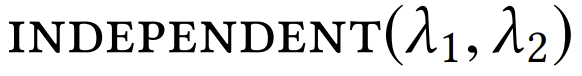 INDEPENDENT(λ₁, λ₂)